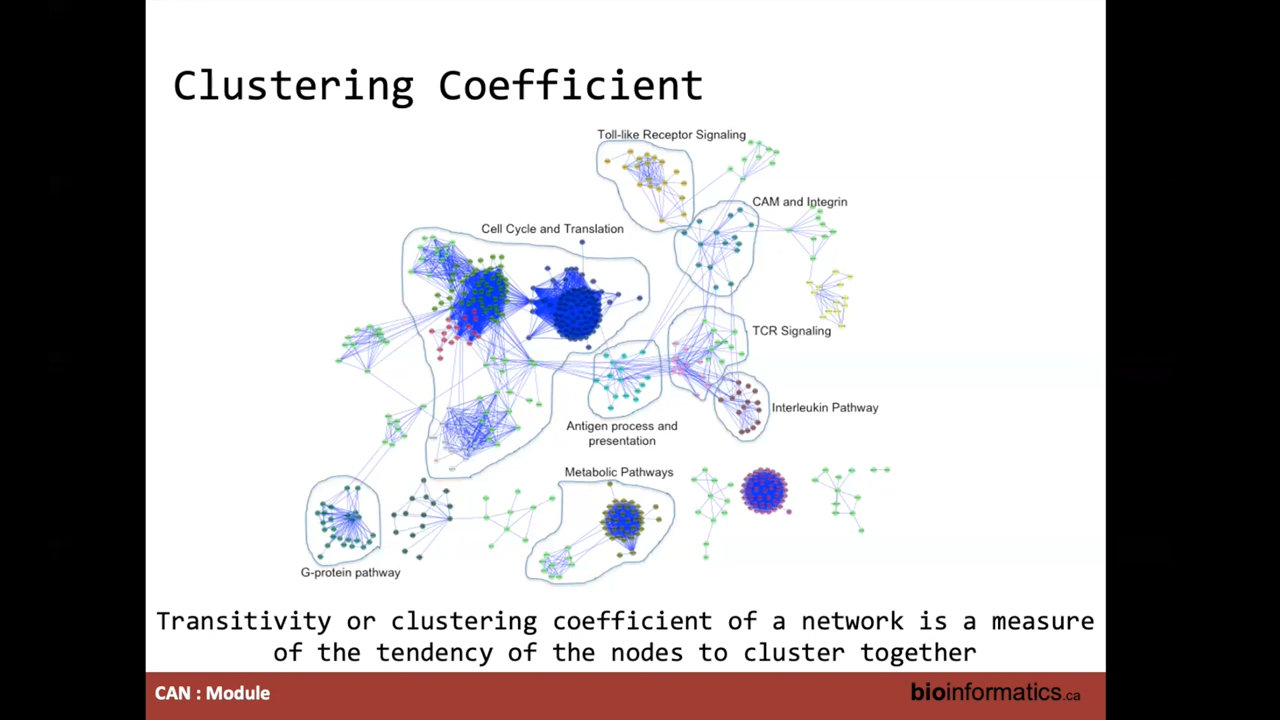 Clustering Coefficient
Toll-like Receptor Signaling
CAM and Integrin
Cell Cycle and Translation
TCR Signaling
Interleukin Pathway
Antigen process and
presentation
Metabolic Pathways
G-protein pathway
Transitivity or clustering coefficient of a network is a measure
of the tendency of the nodes to cluster together
CAN : Module
bioinformatics.ca